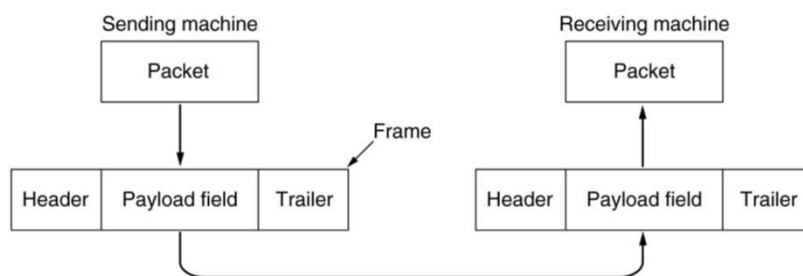 Sending machine
Receiving machine
Packet
Packet
Frame
Header Payload field Trailer
Header Payload field Trailer